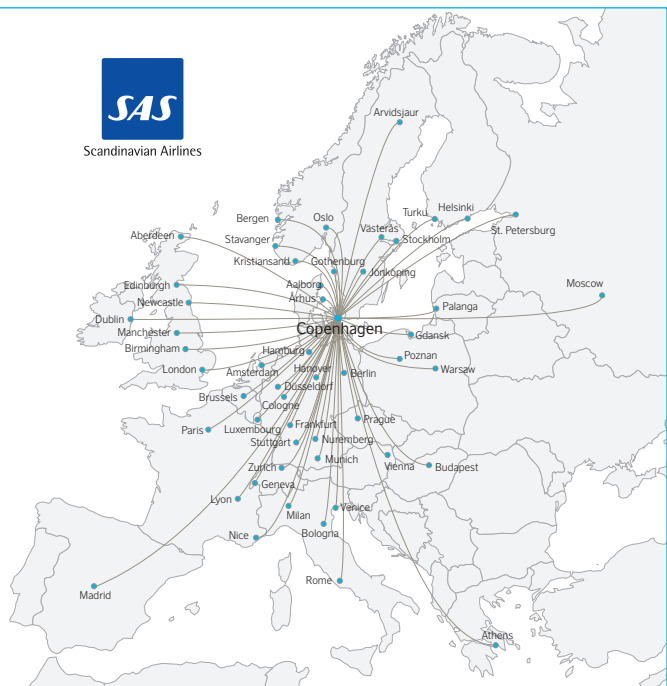 SAS
Scandinavian Airlines
Arvidsjaur
Bergen
Oslo
Turku
Helsinki
Västerås
Stockholm
St. Petersburg
Aberdeen
Stavanger
Kristiansand
Gothenburg
Jönköping
Moscow
Edinburgh
Aalborg
Newcastle
Århus
Palanga
Dublin
Copenhagen
Manchester
Gdansk
Birmingham
Hamburg
Poznan
London
Amsterdam
Hanover
Berlin
Warsaw
Düsseldorf
Brussels
Cologne
Paris
Luxembourg
Frankfurt
Prague
Stuttgart
Nuremberg
Zurich
Munich
Vienna
Budapest
Geneva
Lyon
Milan
Venice
Nice
Bologna
Rome
Madrid
Athens